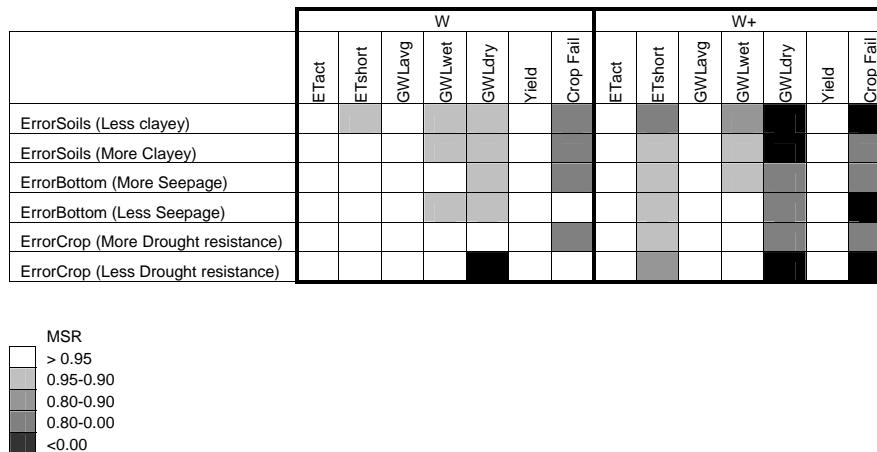 W W+
ETact ETshort GWLavg GWLwet GWLdry Yield Crop Fail ETact ETshort GWLavg GWLwet GWLdry Yield Crop Fail
ErrorSoils (Less clayey)
ErrorSoils (More Clayey)
ErrorBottom (More Seepage)
ErrorBottom (Less Seepage)
ErrorCrop (More Drought resistance)
ErrorCrop (Less Drought resistance)
MSR
> 0.95
0.95-0.90
0.80-0.90
0.80-0.00
<0.00